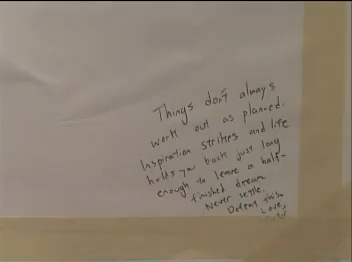 Things don't always
work out as planned.
Inspiration strikes and life
holds you back just long
enough to leave a half-
finished dream.
Never settle.
Defeat this.
Love,